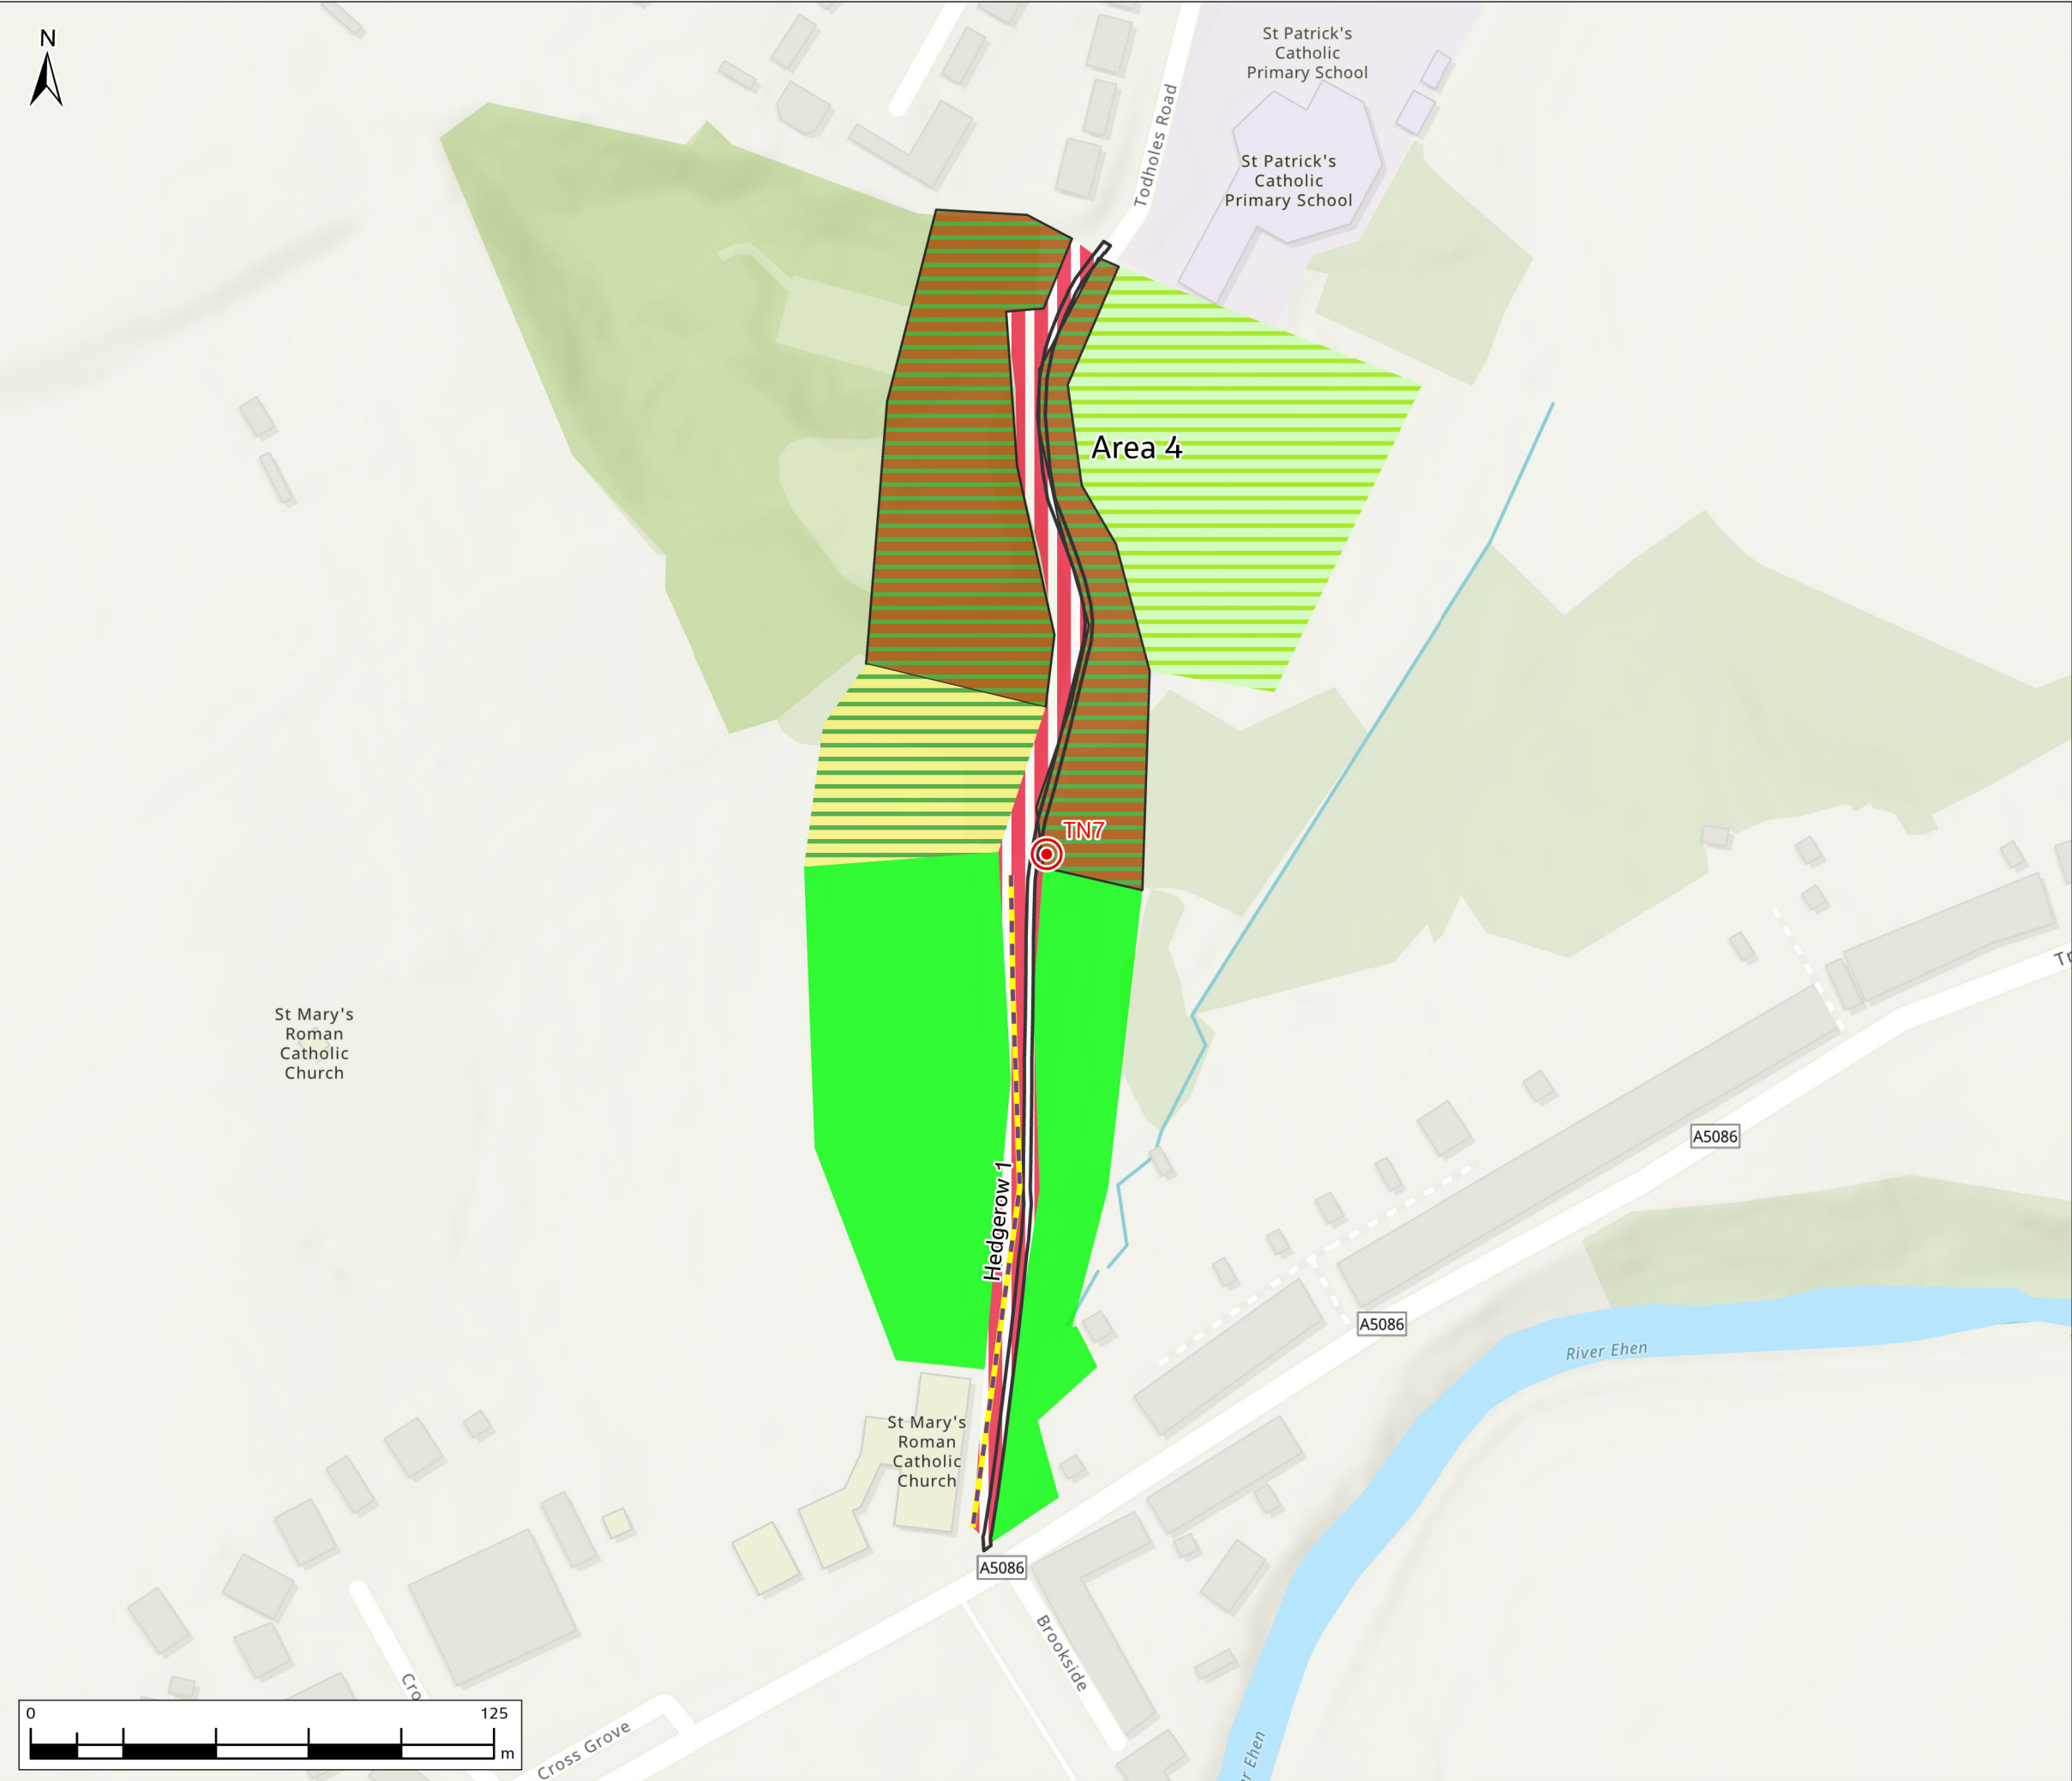 N
St Patrick's
Catholic
Primary School
Todholes Road
St Patrick's
Catholic
Primary School
Area 4
TN7
St Mary's
Roman
Catholic
Church
A5086
Hedgerow 1
A5086
River Ehen
St Mary's
Roman
Catholic
Church
A5086
Brookside
Cross Grove
0
125
m